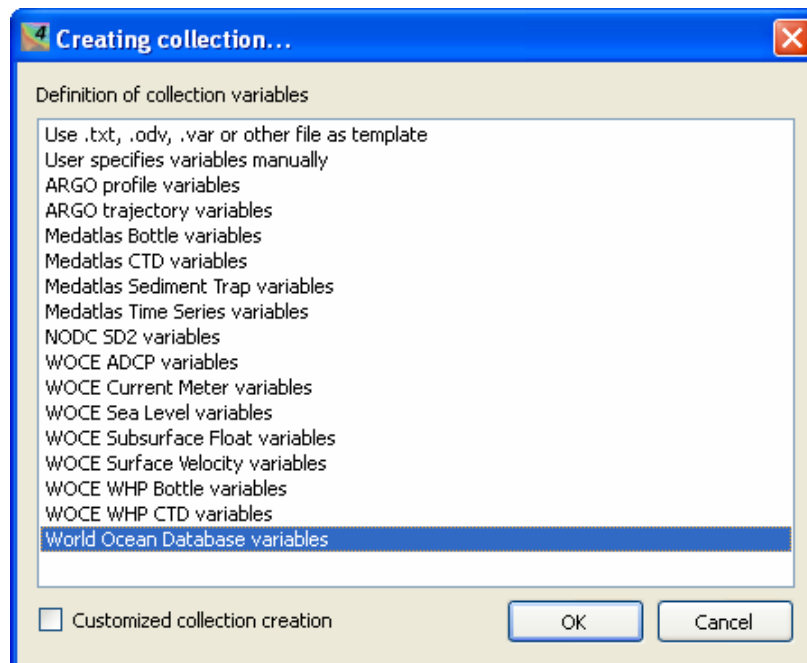 4 Creating collection...
Definition of collection variables
Use .txt, .odv, .var or other file as template
User specifies variables manually
ARGO profile variables
ARGO trajectory variables
Medatlas Bottle variables
Medatlas CTD variables
Medatlas Sediment Trap variables
Medatlas Time Series variables
NODC SD2 variables
WOCE ADCP variables
WOCE Current Meter variables
WOCE Sea Level variables
WOCE Subsurface Float variables
WOCE Surface Velocity variables
WOCE WHP Bottle variables
WOCE WHP CTD variables
World Ocean Database variables
Customized collection creation OK Cancel